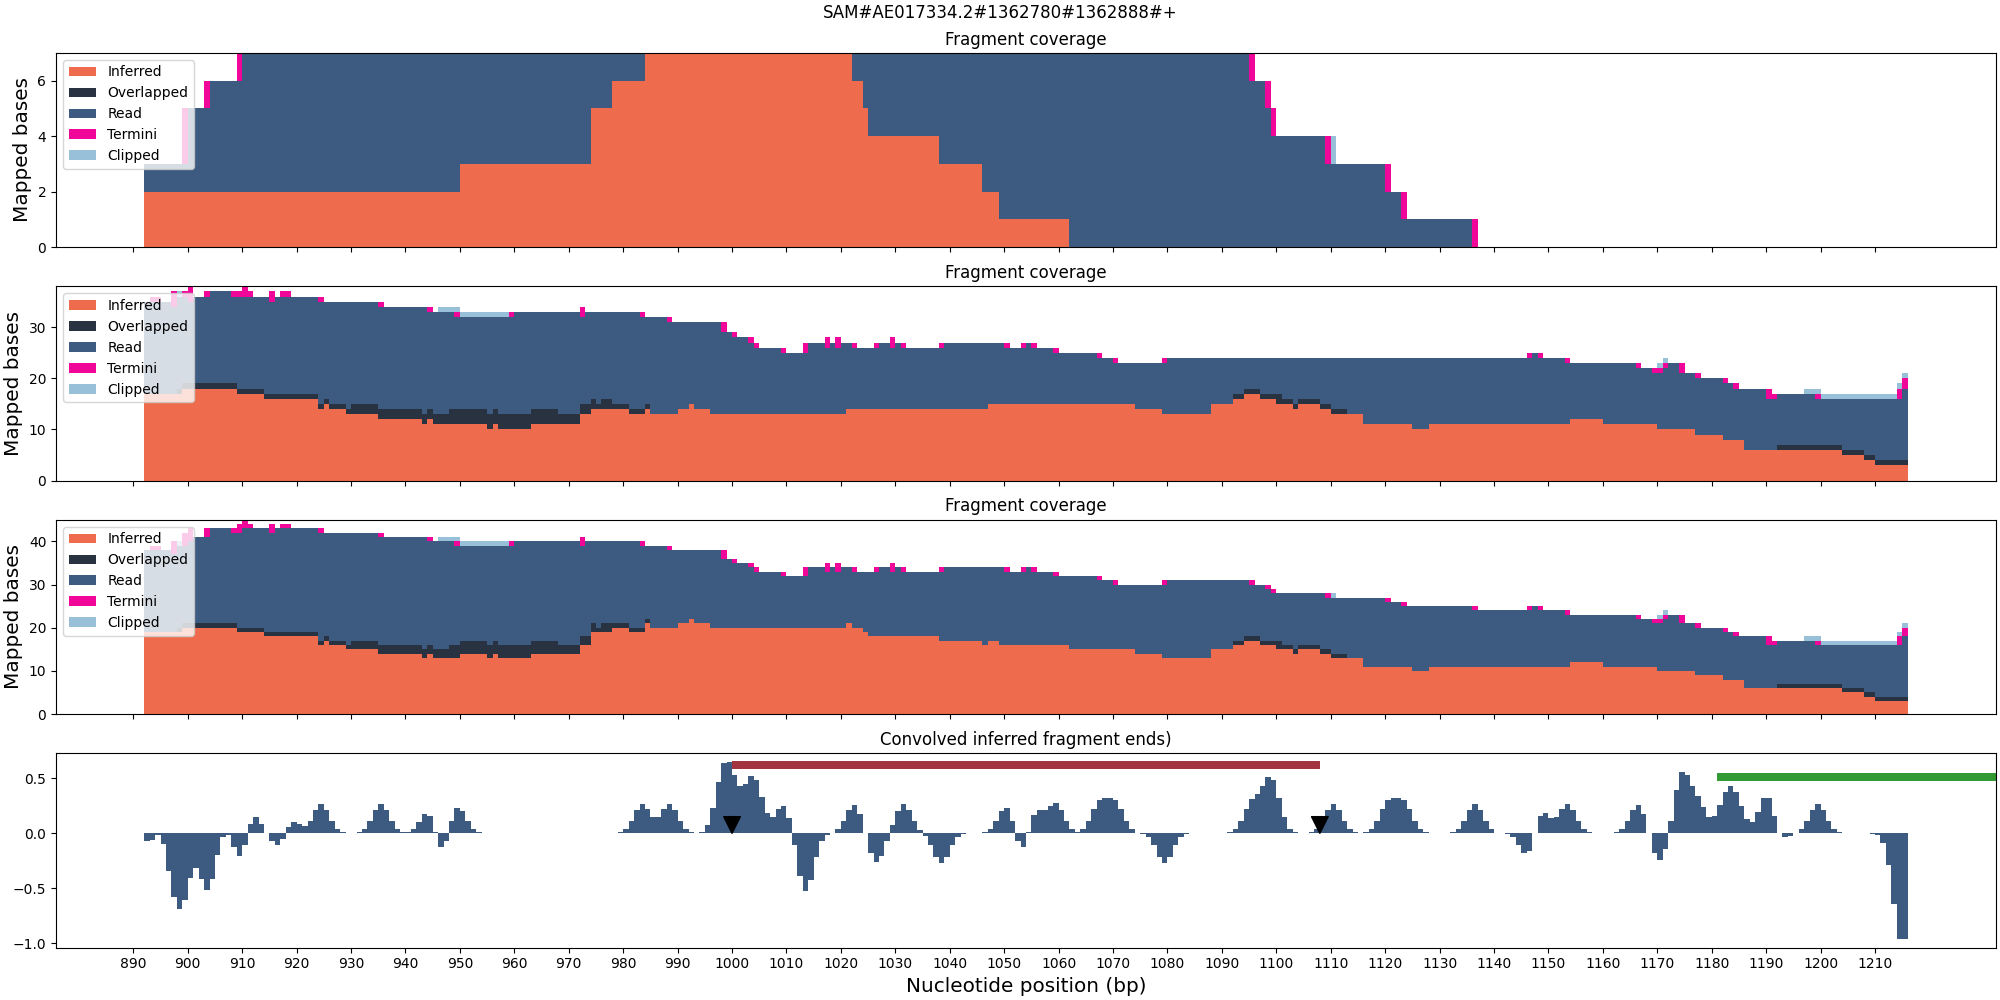 SAM#AE017334.2#1362780#1362888#+
Fragment coverage
Mapped bases
6
4
2
0
Inferred
Overlapped
Read
Termini
Clipped
Fragment coverage
Mapped bases
30
20
10
0
Inferred
Overlapped
Read
Termini
Clipped
Fragment coverage
Mapped bases
40
30
20
10
0
Inferred
Overlapped
Read
Termini
Clipped
Convolved inferred fragment ends)
0.5
0.0
−0.5
−1.0
890 900 910 920 930 940 950 960 970 980 990 1000 1010 1020 1030 1040 1050 1060 1070 1080 1090 1100 1110 1120 1130 1140 1150 1160 1170 1180 1190 1200 1210
Nucleotide position (bp)